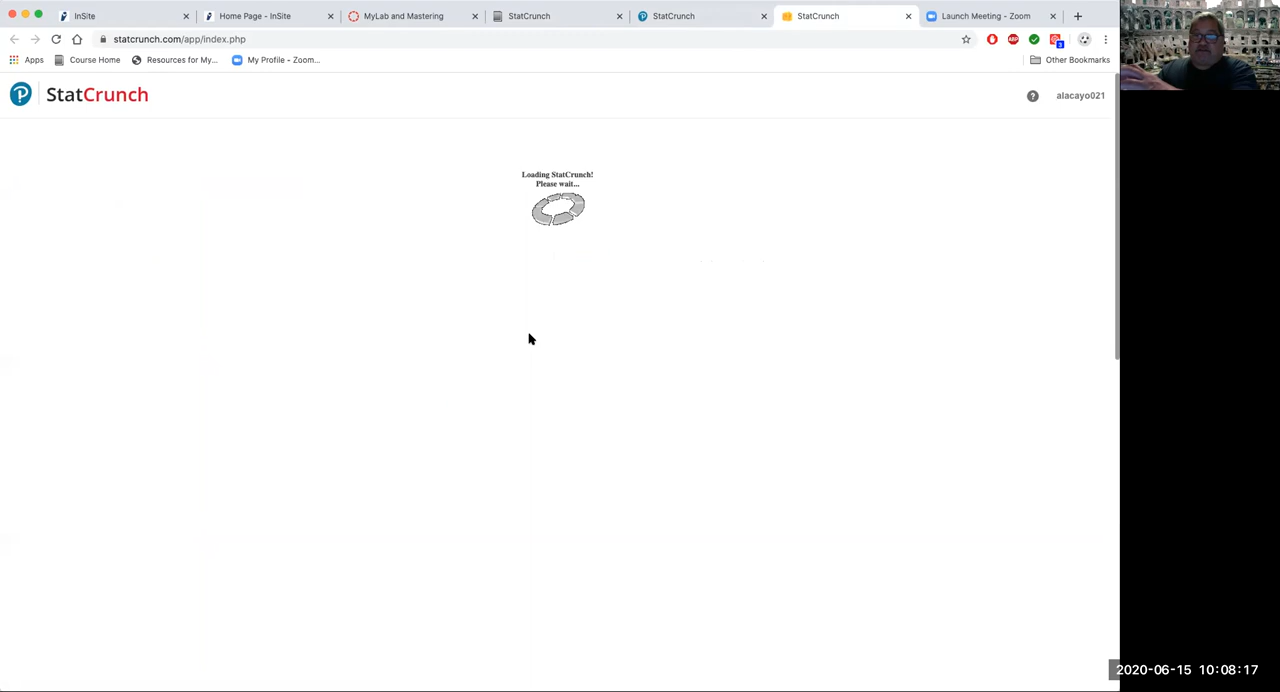 InSite
Home Page - InSite
MyLab and Mastering
StatCrunch
StatCrunch
StatCrunch
Launch Meeting - Zoom
statcrunch.com/app/index.php
ABP
3
Apps
Course Home
Resources for My...
My Profile - Zoom...
Other Bookmarks
P StatCrunch
? alacayo021
Loading StatCrunch!
Please wait...
2020-06-15 10:08:17